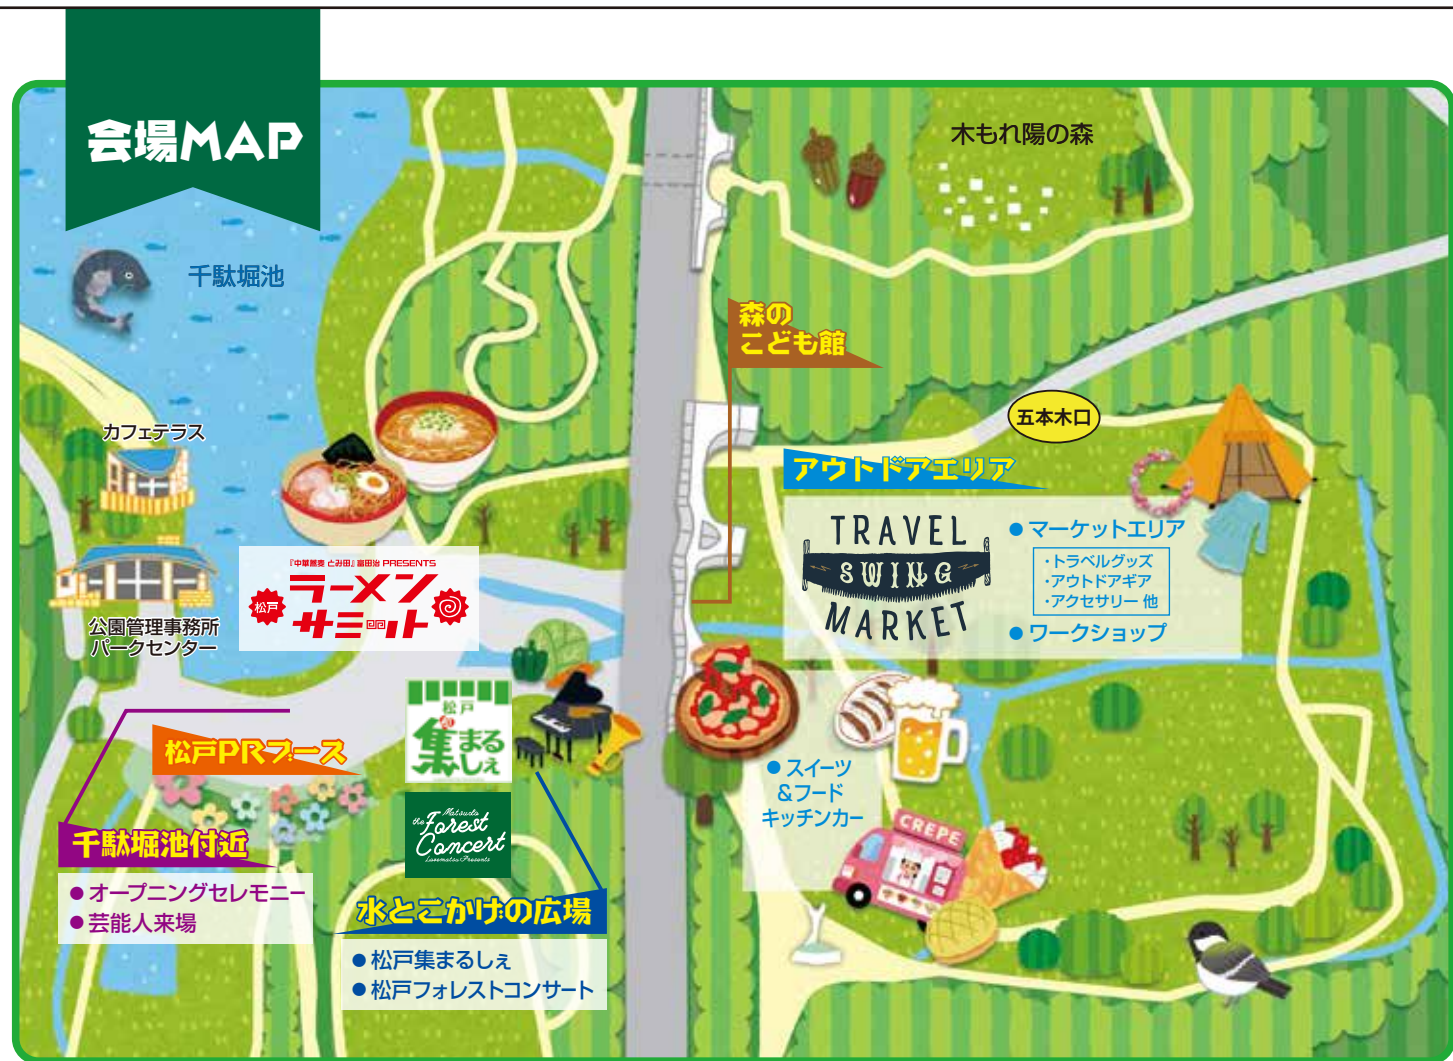 会場MAP
木もれ陽の森
千駄堀池
森の
こども館
五本木口
カフェテラス
アウトドアエリア
TRAVEL
SWING
MARKET
●マーケットエリア
・トラベルグッズ
・アウトドアギア
・アクセサリー 他
●ワークショップ
『中華蕎麦 とみ田』富田治 PRESENTS
松戸
ラーメン
サミット
公園管理事務所
パークセンター
松戸
集まる
しぇ
松戸PRブース
●スイーツ
&フード
キッチンカー
CREPE
Matsudo
the Forest
Concert
千駄堀池付近
●オープニングセレモニー
●芸能人来場
水とこかげの広場
●松戸集まるしぇ
●松戸フォレストコンサート